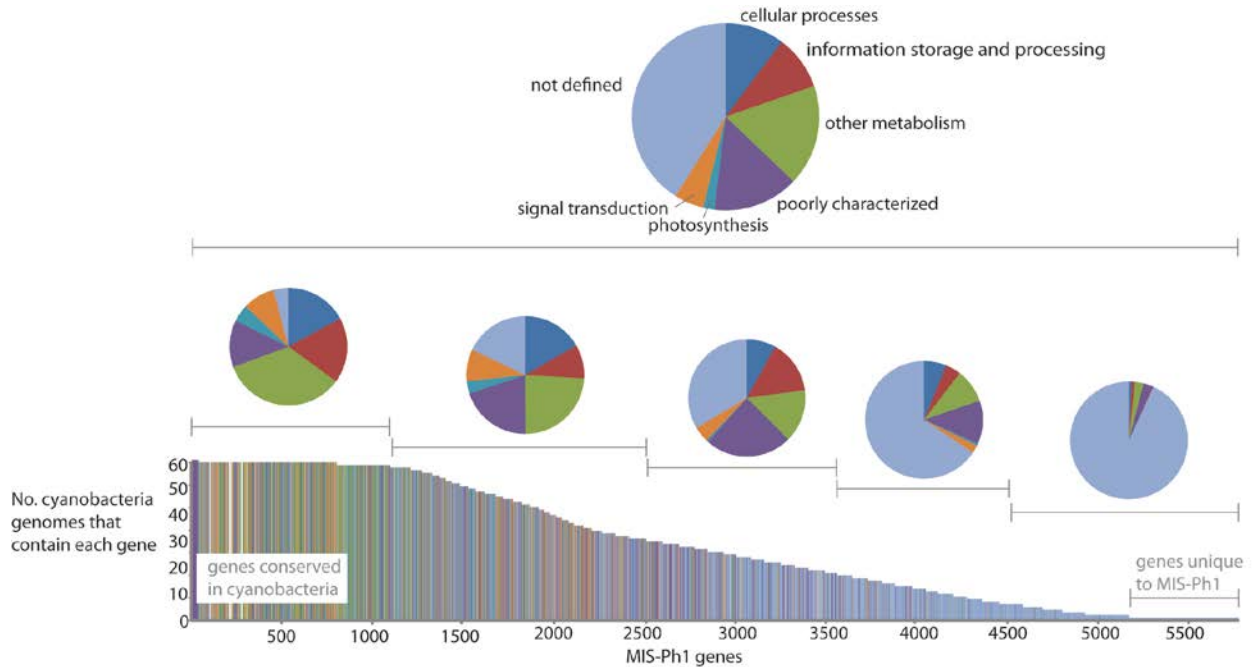 cellular processes
information storage and processing
not defined
other metabolism
signal transduction
poorly characterized
photosynthesis
No. cyanobacteria
genomes that
contain each gene
60
50
40
30
20
10
0
genes conserved
in cyanobacteria
genes unique
to MIS-Ph1
500
1000
1500
2000
2500
3000
3500
4000
4500
5000
5500
MIS-Ph1 genes